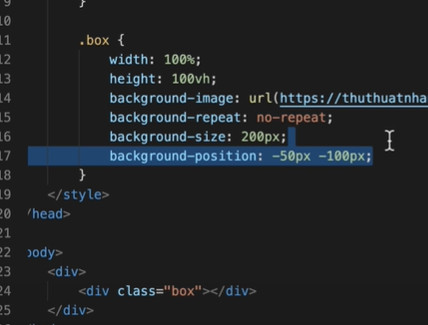 9 }
10
11 .box {
12 width: 100%;
13 height: 100vh;
14 background-image: url(https://thuthuatnha
15 background-repeat: no-repeat;
16 background-size: 200px;
17 background-position: -50px -100px;
18 }
19 </style>
20 /head>
21
22 body>
23 <div>
24 <div class="box"></div>
25 </div>